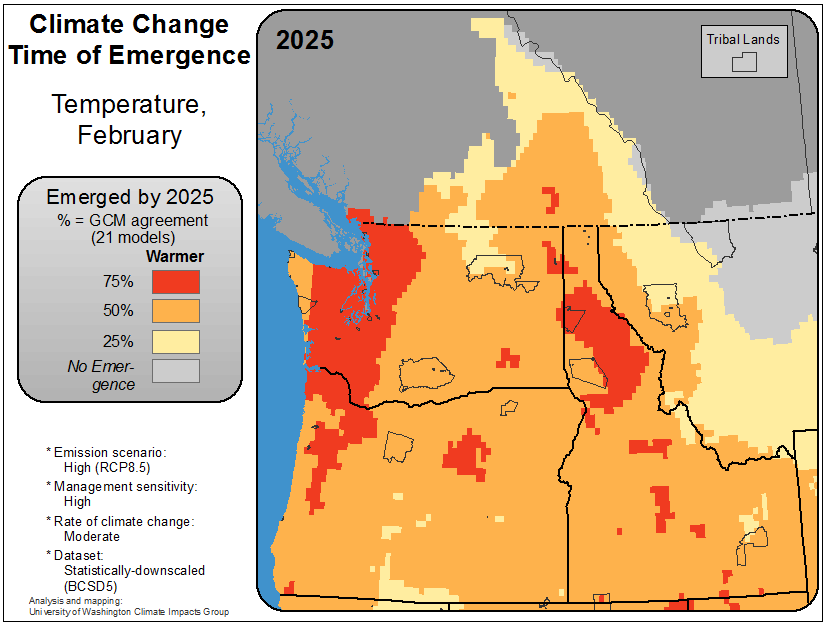 Climate Change
Time of Emergence
Temperature,
February
Emerged by 2025
% = GCM agreement
(21 models)
Warmer
75%
50%
25%
No Emer-
gence
* Emission scenario:
High (RCP8.5)
* Management sensitivity:
High
* Rate of climate change:
Moderate
* Dataset:
Statistically-downscaled
(BCSD5)
Analysis and mapping:
University of Washington Climate Impacts Group
2025
Tribal Lands